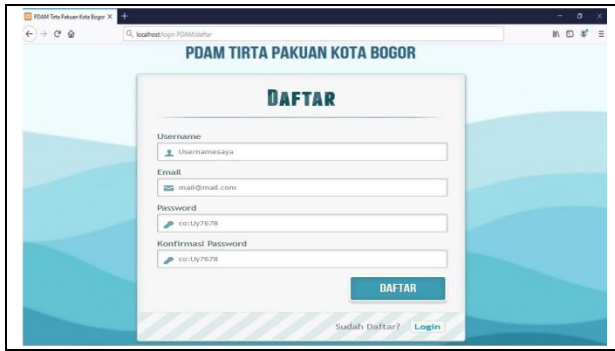 PDAM Tirta Pakuan Kota Bogor
localhost/login PDAM/daftar
PDAM TIRTA PAKUAN KOTA BOGOR
DAFTAR
Username
Usernamesaya
Email
mail@mail.com
Password
co:Uy7678
Konfirmasi Password
co:Uy7678
DAFTAR
Sudah Daftar? Login